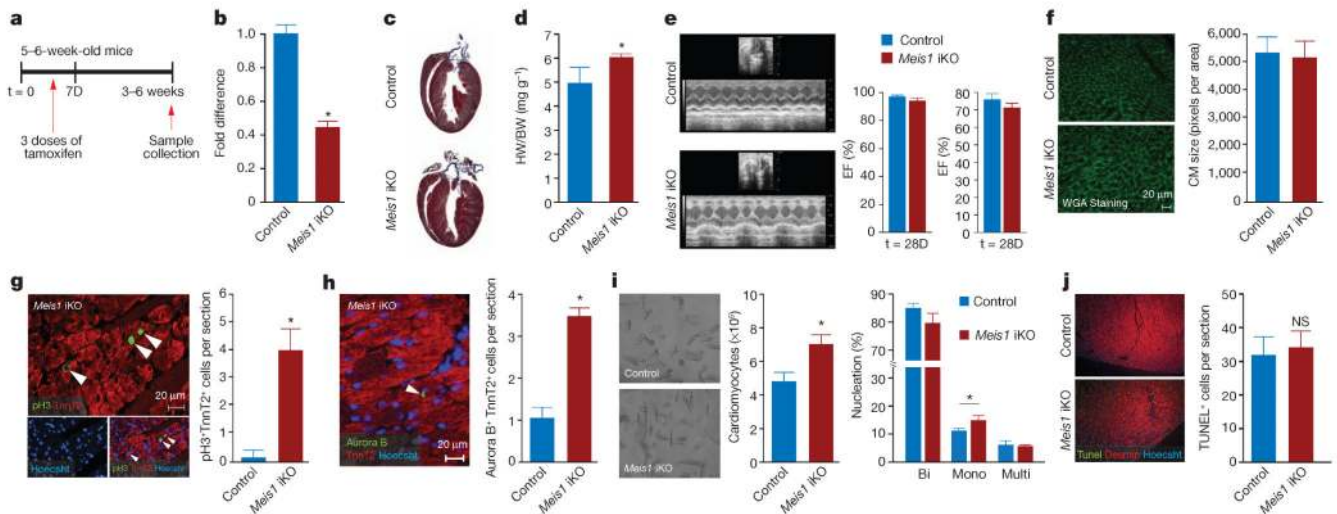 a
5–6-week-old mice
t = 0
7D
3–6 weeks
3 doses of
tamoxifen
Sample
collection
b
Fold difference
1.0
0.8
0.6
0.4
0.2
0
*
Control
Meis1 iKO
c
Control
Meis1 iKO
d
HW/BW (mg g⁻¹)
7
6
5
4
3
2
1
0
*
Control
Meis1 iKO
e
Control
Meis1 iKO
Control
Meis1 iKO
EF (%)
100
80
60
40
20
0
t = 28D
EF (%)
80
70
60
50
40
30
20
10
0
t = 28D
f
Control
Meis1 iKO
20 μm
WGA Staining
CM size (pixels per area)
6,000
5,000
4,000
3,000
2,000
1,000
0
Control
Meis1 iKO
g
Meis1 iKO
pH3 TnnT2
20 μm
Hoecsht
pH3 TnnT2 Hoecsht
pH3⁺TnnT2⁺ cells per section
5
4
3
2
1
0
*
Control
Meis1 iKO
h
Meis1 iKO
Aurora B
TnnT2 Hoecsht
20 μm
Aurora B⁺ TnnT2⁺ cells per section
4
3
2
1
0
*
Control
Meis1 iKO
i
Control
Meis1 iKO
Cardiomyocytes (×10⁶)
10
8
6
4
2
0
*
Control
Meis1 iKO
Nucleation (%)
90
80
70
60
30
20
10
0
Control
Meis1 iKO
*
Bi
Mono
Multi
j
Control
Meis1 iKO
Tunel Desmin Hoecsht
TUNEL⁺ cells per section
50
40
30
20
10
0
NS
Control
Meis1 iKO